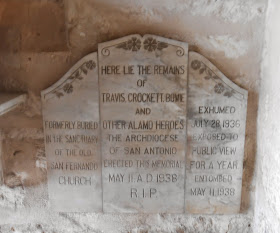 FORMERLY BURIED
IN THE SANCTUARY
OF THE OLD
SAN FERNANDO
CHURCH
HERE LIE THE REMAINS
OF
TRAVIS, CROCKETT, BOWIE
AND
OTHER ALAMO HEROES
THE ARCHDIOCESE
OF SAN ANTONIO
ERECTED THIS MEMORIAL
MAY 11 A.D. 1938
R.I.P.
EXHUMED
JULY 28, 1936
EXPOSED TO
PUBLIC VIEW
FOR A YEAR
ENTOMBED
MAY 11, 1938